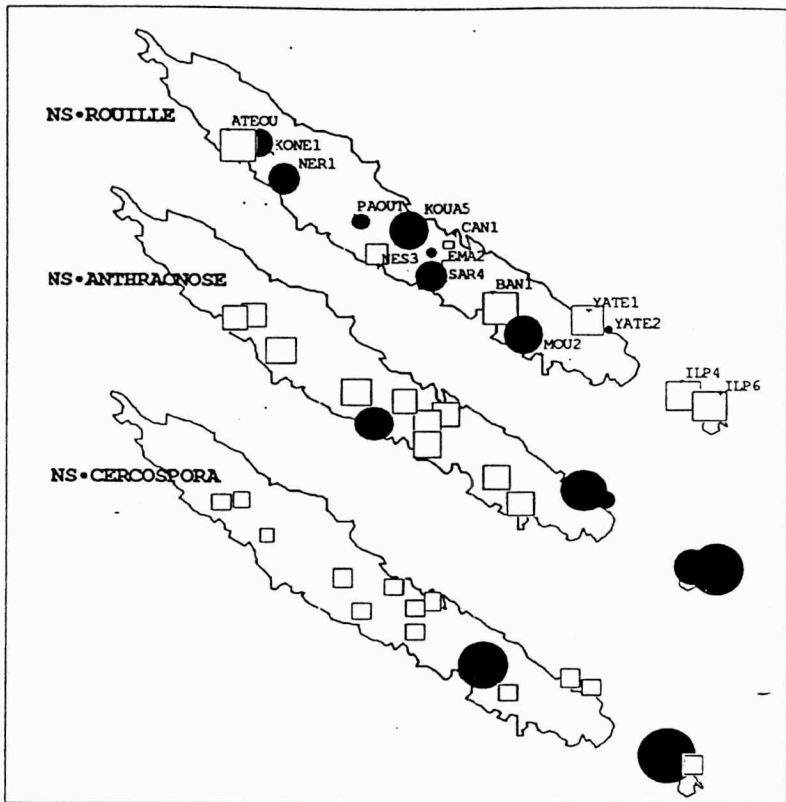 NS•ROUILLE
ATEOU
KONE1
NER1
PAOUT
KOUA5
CAN1
NES3
EMA2
SAR4
BAN1
YATE1
YATE2
MOU2
ILP4
ILP6
NS•ANTHRACNOSE
NS•CERCOSPORA